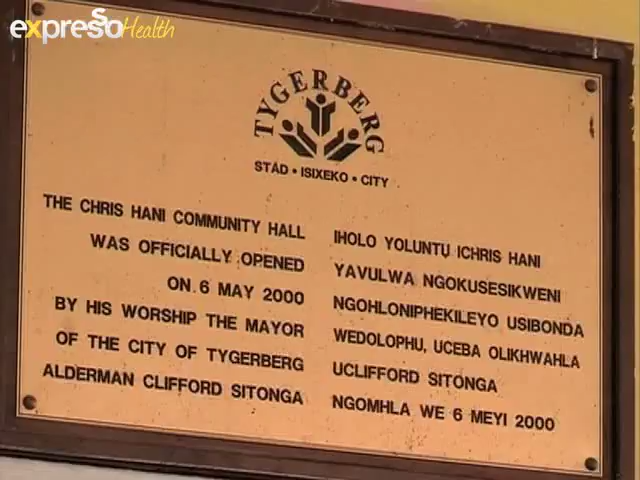 expresso Health
TYGERBERG
STAD • ISIXEKO • CITY
THE CHRIS HANI COMMUNITY HALL
WAS OFFICIALLY OPENED
ON 6 MAY 2000
BY HIS WORSHIP THE MAYOR
OF THE CITY OF TYGERBERG
ALDERMAN CLIFFORD SITONGA
IHOLO YOLUNTU ICHRIS HANI
YAVULWA NGOKUSESIKWENI
NGOHLONIPHEKILEYO USIBONDA
WEDOLOPHU, UCEBA OLIKHWAHLA
UCLIFFORD SITONGA
NGOMHLA WE 6 MEYI 2000